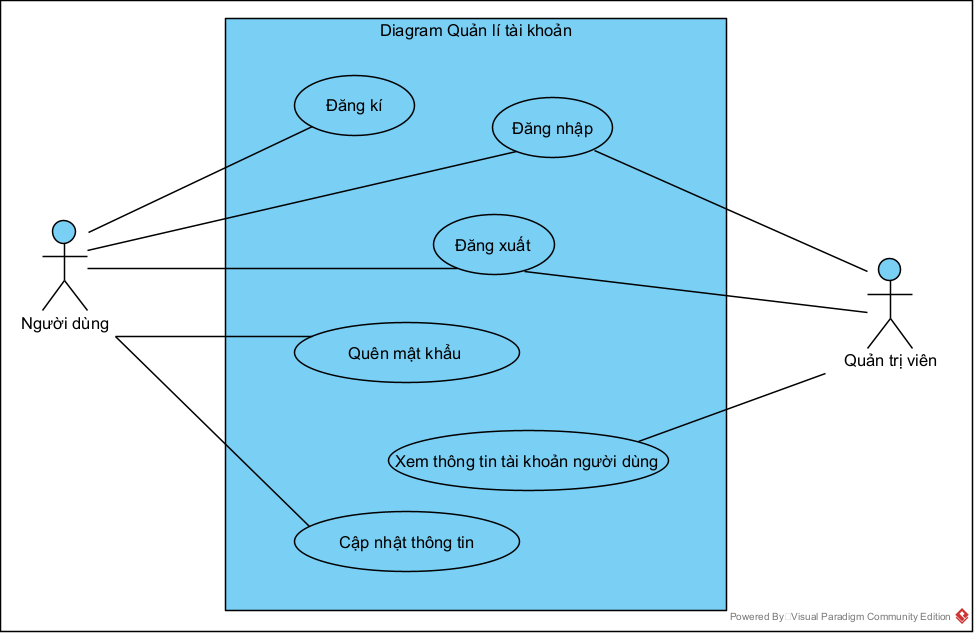 Diagram Quản lí tài khoản
Đăng kí
Đăng nhập
Đăng xuất
Người dùng
Quên mật khẩu
Quản trị viên
Xem thông tin tài khoản người dùng
Cập nhật thông tin
Powered By Visual Paradigm Community Edition